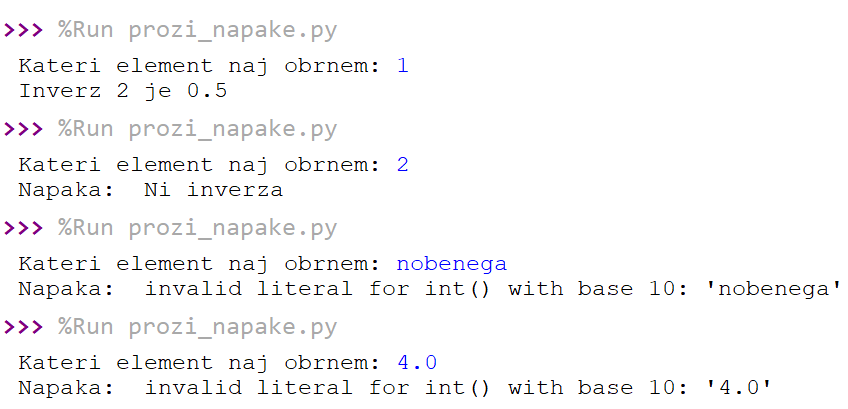 >>> %Run prozi_napake.py
Kateri element naj obrnem: 1
Inverz 2 je 0.5
>>> %Run prozi_napake.py
Kateri element naj obrnem: 2
Napaka:  Ni inverza
>>> %Run prozi_napake.py
Kateri element naj obrnem: nobenega
Napaka:  invalid literal for int() with base 10: 'nobenega'
>>> %Run prozi_napake.py
Kateri element naj obrnem: 4.0
Napaka:  invalid literal for int() with base 10: '4.0'